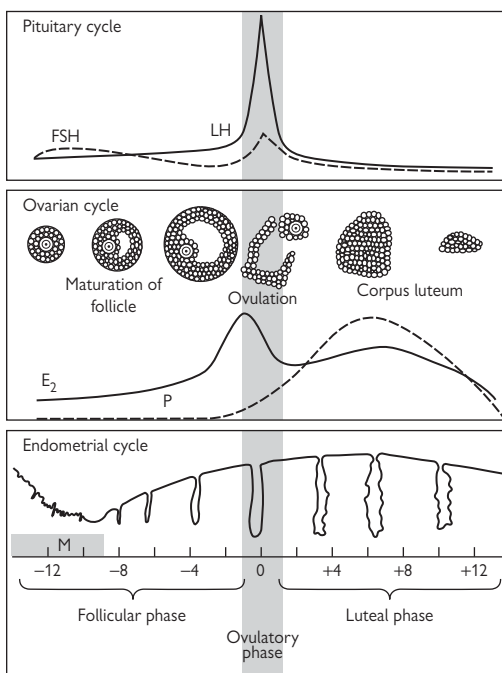 Pituitary cycle
LH
FSH
Ovarian cycle
Maturation of
follicle
Ovulation
Corpus luteum
E2
P
Endometrial cycle
M
−12 −8 −4 0 +4 +8 +12
Follicular phase
Luteal phase
Ovulatory
phase